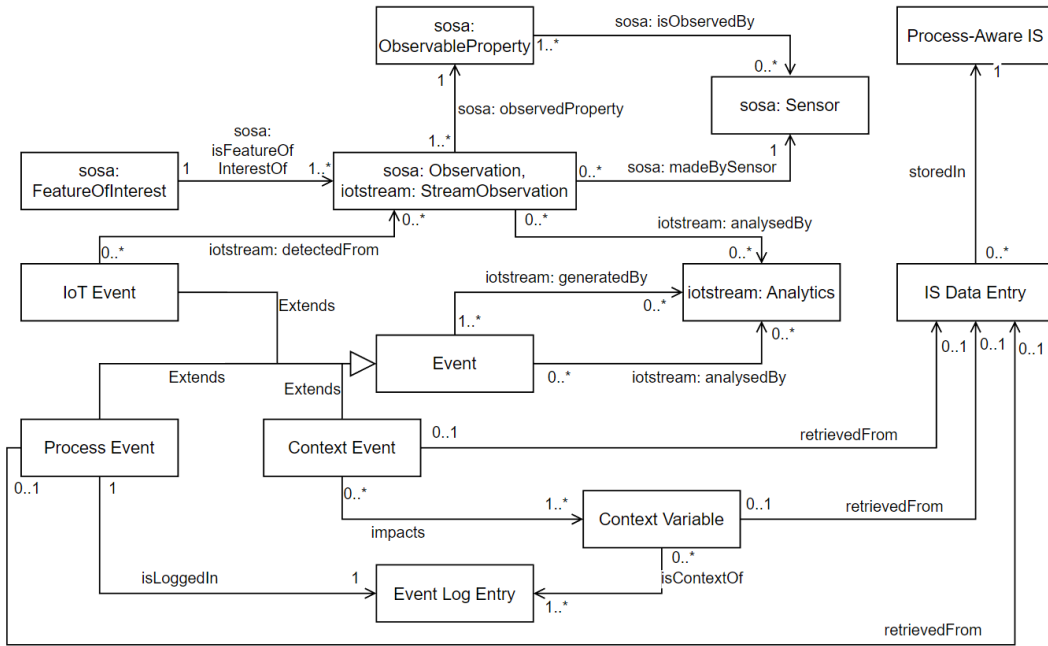 sosa:
ObservableProperty
sosa: isObservedBy
1..*
0..*
Process-Aware IS
1
1
sosa: Sensor
sosa: observedProperty
1..*
sosa:
isFeatureOf
InterestOf
sosa:
FeatureOfInterest
1
1..*
sosa: Observation,
iotstream: StreamObservation
0..*
sosa: madeBySensor
1
storedIn
0..*
0..*
iotstream: analysedBy
0..*
iotstream: detectedFrom
0..*
0..*
IoT Event
Extends
iotstream: generatedBy
0..*
1..*
iotstream: Analytics
IS Data Entry
0..*
0..1
0..1
0..1
Event
0..*
iotstream: analysedBy
Extends
Extends
Process Event
Context Event
0..1
retrievedFrom
0..1
1
0..*
impacts
1..*
Context Variable
0..1
retrievedFrom
0..*
isContextOf
isLoggedIn
1
Event Log Entry
1..*
retrievedFrom